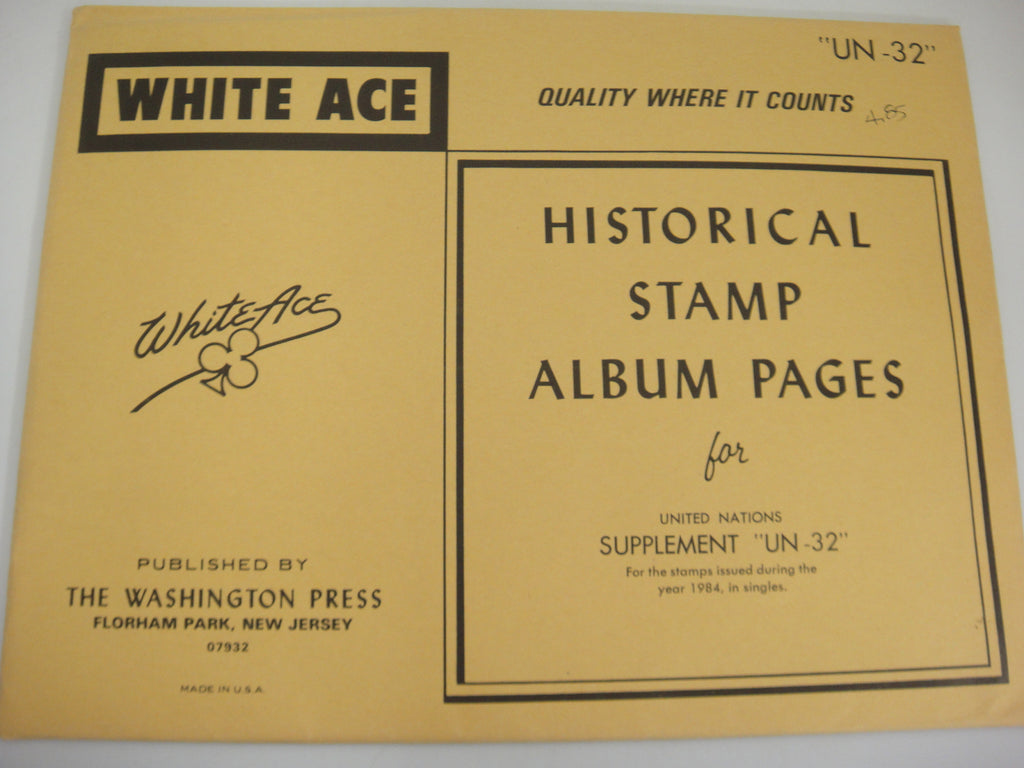 "UN-32"
WHITE ACE
QUALITY WHERE IT COUNTS
4.85
White Ace
HISTORICAL
STAMP
ALBUM PAGES
for
UNITED NATIONS
SUPPLEMENT "UN-32"
For the stamps issued during the
year 1984, in singles.
PUBLISHED BY
THE WASHINGTON PRESS
FLORHAM PARK, NEW JERSEY
07932
MADE IN U.S.A.